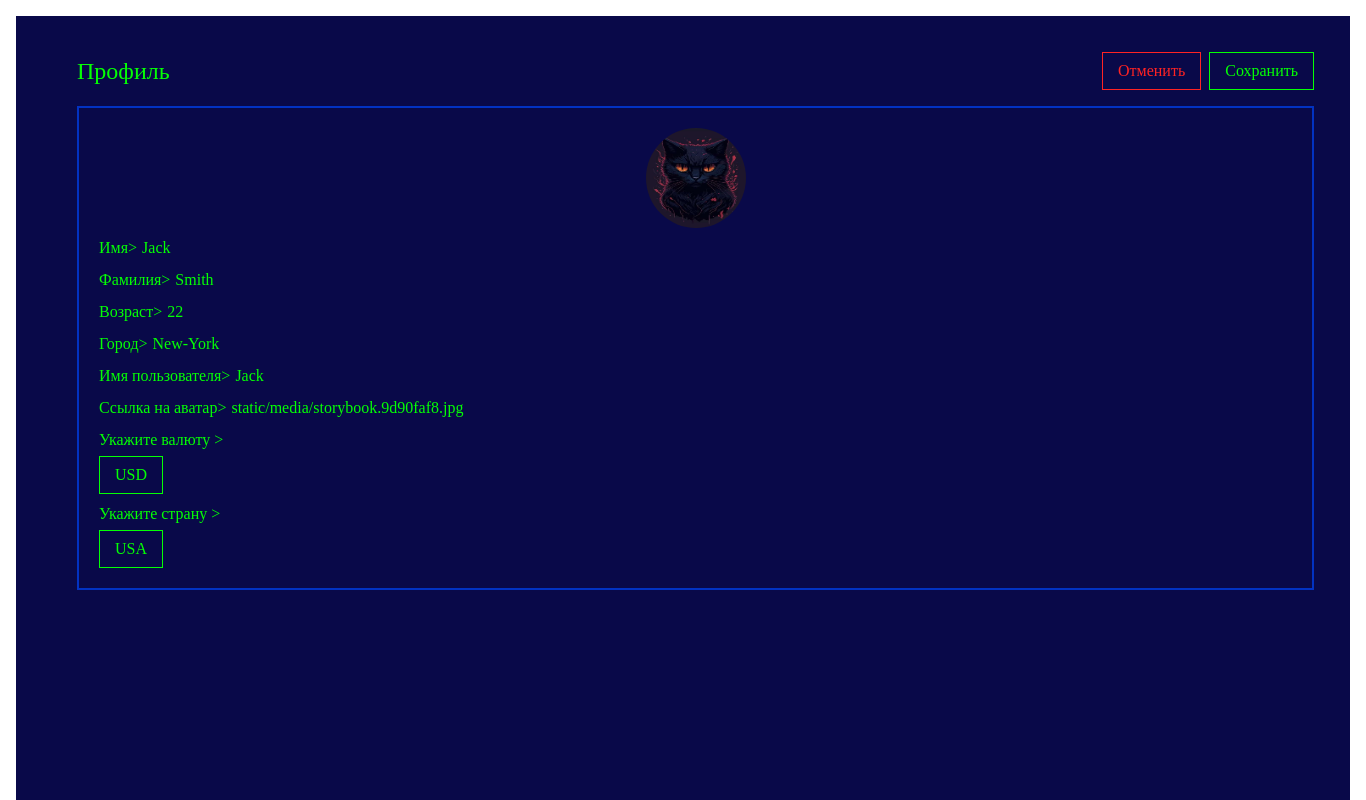 Профиль
Отменить
Сохранить
Имя> Jack
Фамилия> Smith
Возраст> 22
Город> New-York
Имя пользователя> Jack
Ссылка на аватар> static/media/storybook.9d90faf8.jpg
Укажите валюту >
USD
Укажите страну >
USA